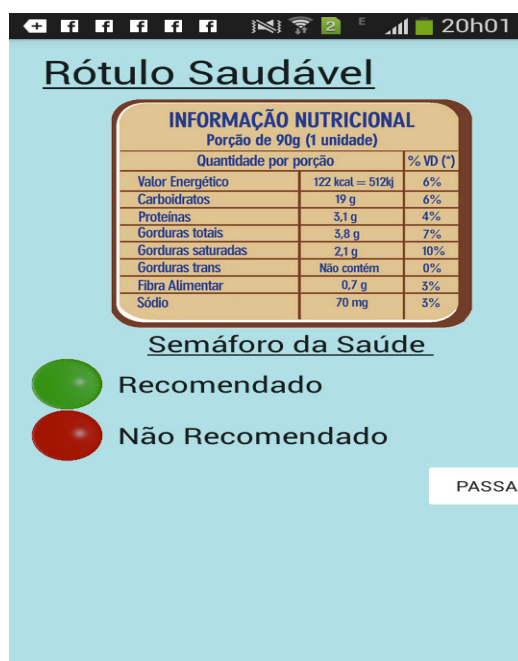 2 E 20h01
Rótulo Saudável
INFORMAÇÃO NUTRICIONAL
Porção de 90g (1 unidade)
Quantidade por porção % VD (*)
Valor Energético 122 kcal = 512kj 6%
Carboidratos 19 g 6%
Proteínas 3,1 g 4%
Gorduras totais 3,8 g 7%
Gorduras saturadas 2,1 g 10%
Gorduras trans Não contém 0%
Fibra Alimentar 0,7 g 3%
Sódio 70 mg 3%
Semáforo da Saúde
Recomendado
Não Recomendado
PASSA